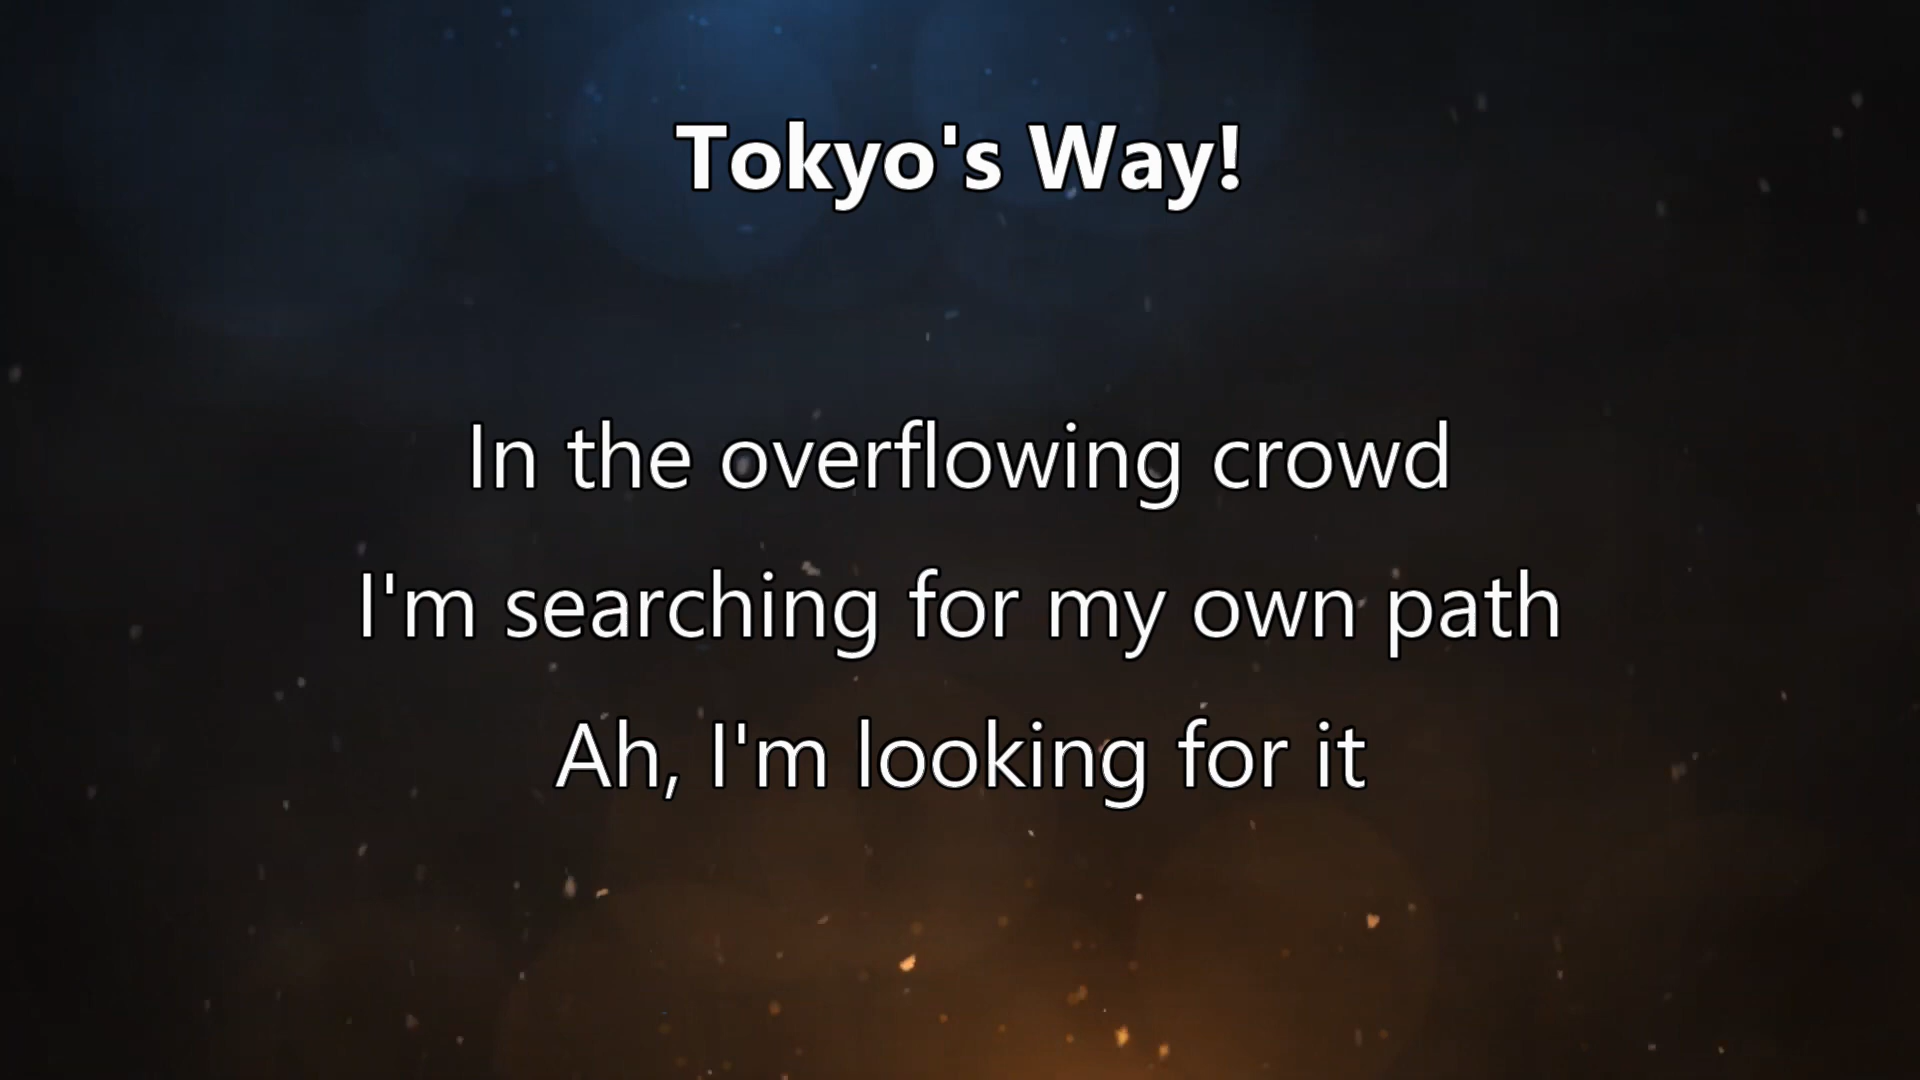 Tokyo's Way!
In the overflowing crowd
I'm searching for my own path
Ah, I'm looking for it